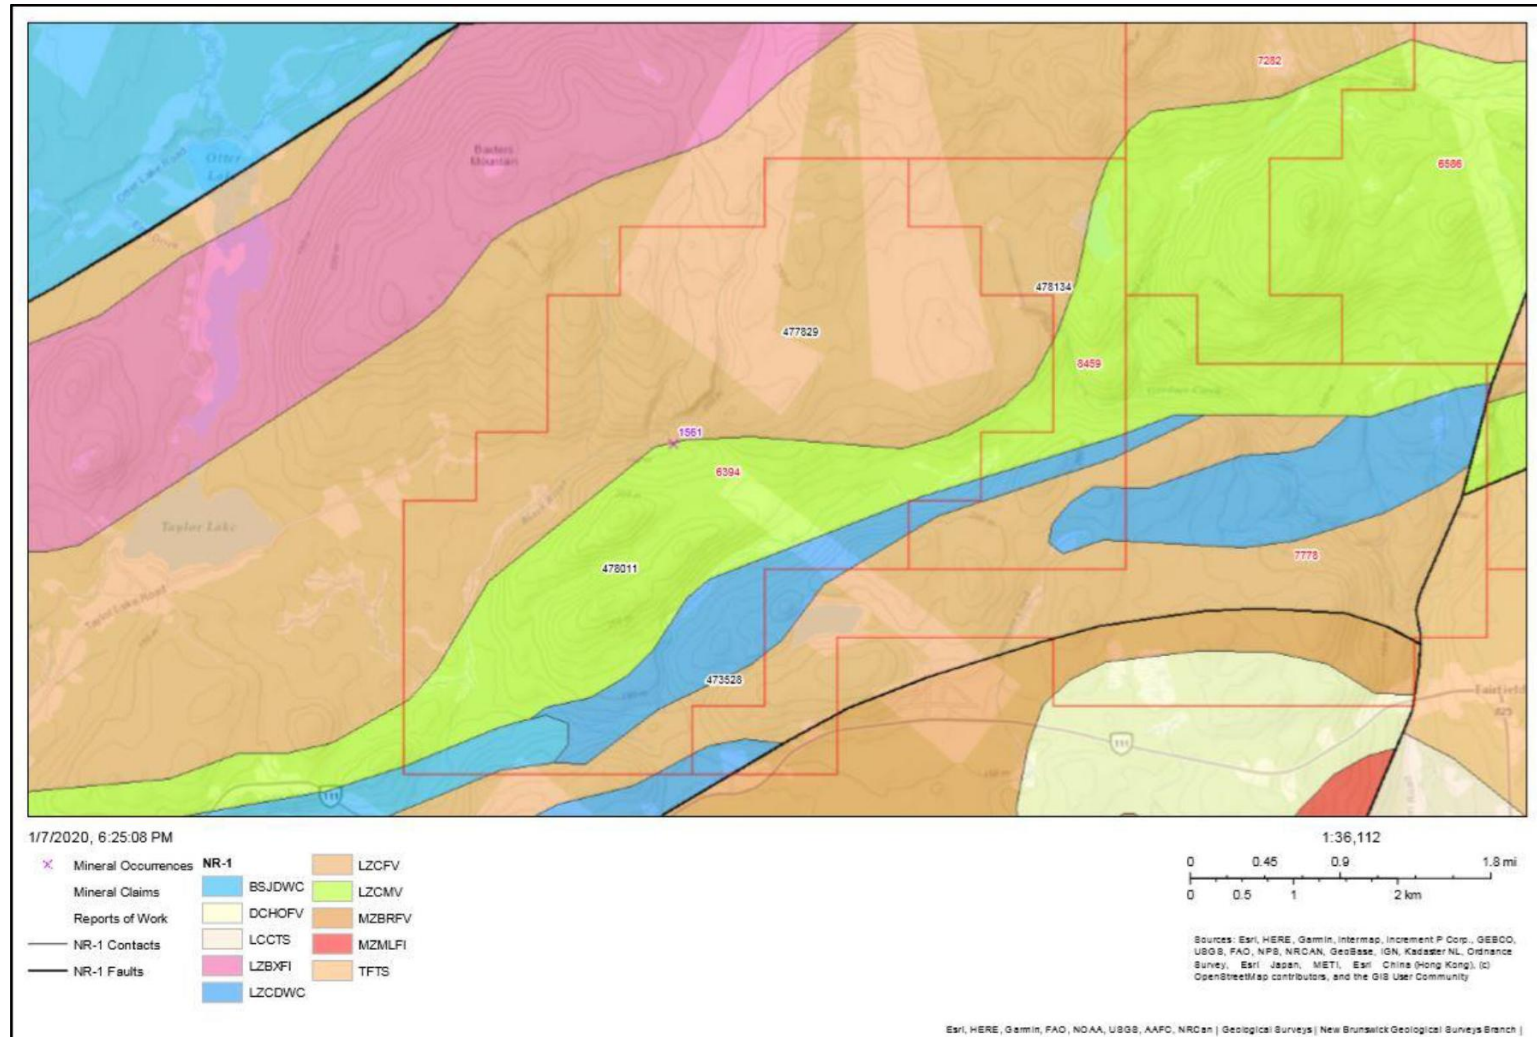 7282
Otter
Baxters
Mountain
Otter Lake Road
6586
478134
477829
8459
1561
6394
Taylor Lake
7778
478011
Taylor Lake Road
473528
Fairfield
825
111
111
1/7/2020, 6:25:08 PM
Mineral Occurrences
Mineral Claims
Reports of Work
NR-1 Contacts
NR-1 Faults
NR-1
BSJDWC
DCHOFV
LCCTS
LZBXFI
LZCDWC
LZCFV
LZCMV
MZBRFV
MZMLFI
TFTS
1:36,112
0 0.45 0.9 1.8 mi
0 0.5 1 2 km
Sources: Esri, HERE, Garmin, Intermap, Increment P Corp., GEBCO,
USGS, FAO, NPS, NRCAN, GeoBase, IGN, Kadaster NL, Ordnance
Survey, Esri Japan, METI, Esri China (Hong Kong), (c)
OpenStreetMap contributors, and the GIS User Community
Esri, HERE, Garmin, FAO, NOAA, USGS, AAFC, NRCan | Geological Surveys | New Brunswick Geological Surveys Branch |